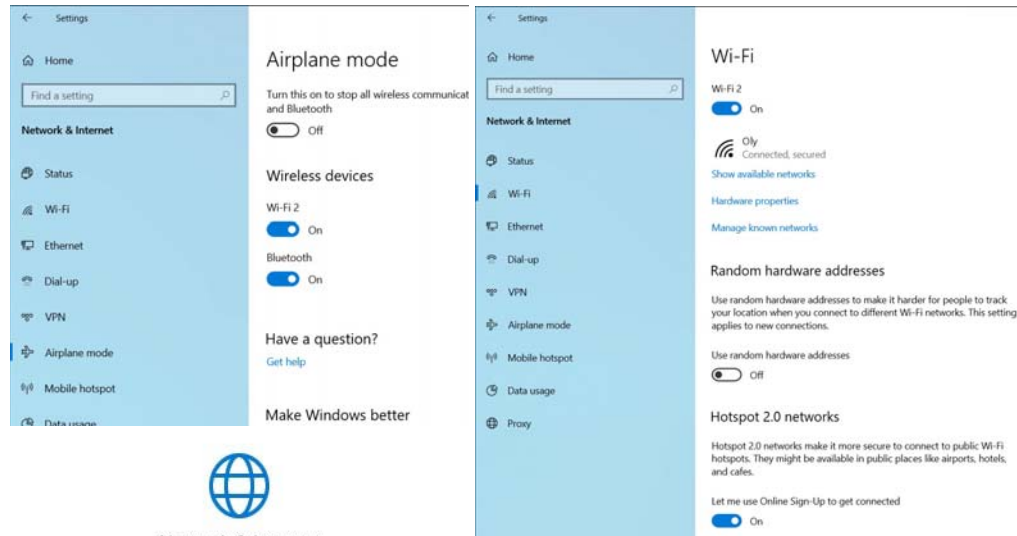 Settings
Home
Find a setting
Network & Internet
Status
Wi-Fi
Ethernet
Dial-up
VPN
Airplane mode
Mobile hotspot
Data usage
Airplane mode
Turn this on to stop all wireless communicat
and Bluetooth
Off
Wireless devices
Wi-Fi 2
On
Bluetooth
On
Have a question?
Get help
Make Windows better
Settings
Home
Find a setting
Network & Internet
Status
Wi-Fi
Ethernet
Dial-up
VPN
Airplane mode
Mobile hotspot
Data usage
Proxy
Wi-Fi
Wi-Fi 2
On
Oly
Connected, secured
Show available networks
Hardware properties
Manage known networks
Random hardware addresses
Use random hardware addresses to make it harder for people to track
your location when you connect to different Wi-Fi networks. This setting
applies to new connections.
Use random hardware addresses
Off
Hotspot 2.0 networks
Hotspot 2.0 networks make it more secure to connect to public Wi-Fi
hotspots. They might be available in public places like airports, hotels,
and cafes.
Let me use Online Sign-Up to get connected
On